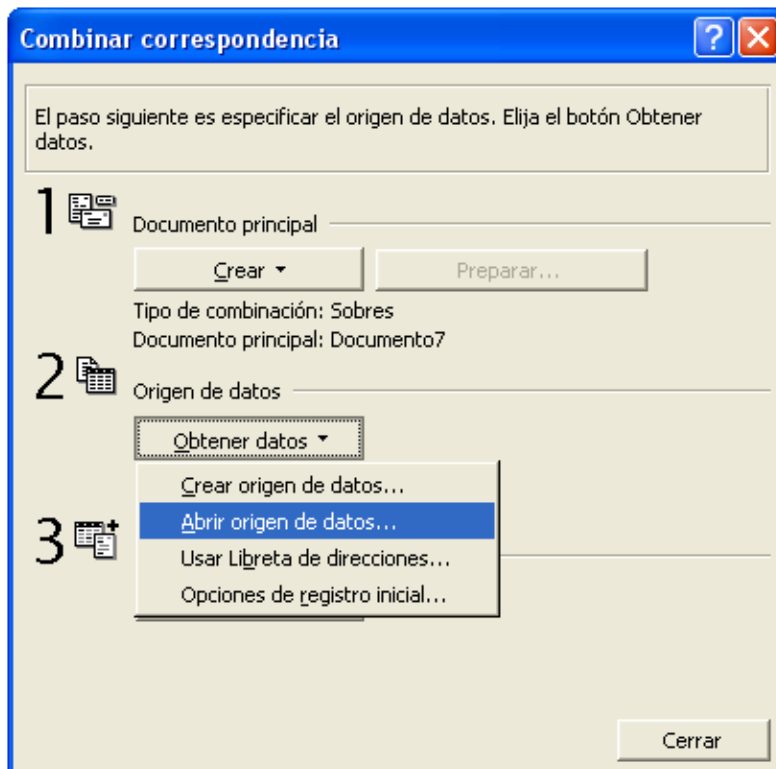 Combinar correspondencia
El paso siguiente es especificar el origen de datos. Elija el botón Obtener
datos.
1
Documento principal
Crear
Preparar...
Tipo de combinación: Sobres
Documento principal: Documento7
2
Origen de datos
Obtener datos
Crear origen de datos...
Abrir origen de datos...
3
Usar Libreta de direcciones...
Opciones de registro inicial...
Cerrar